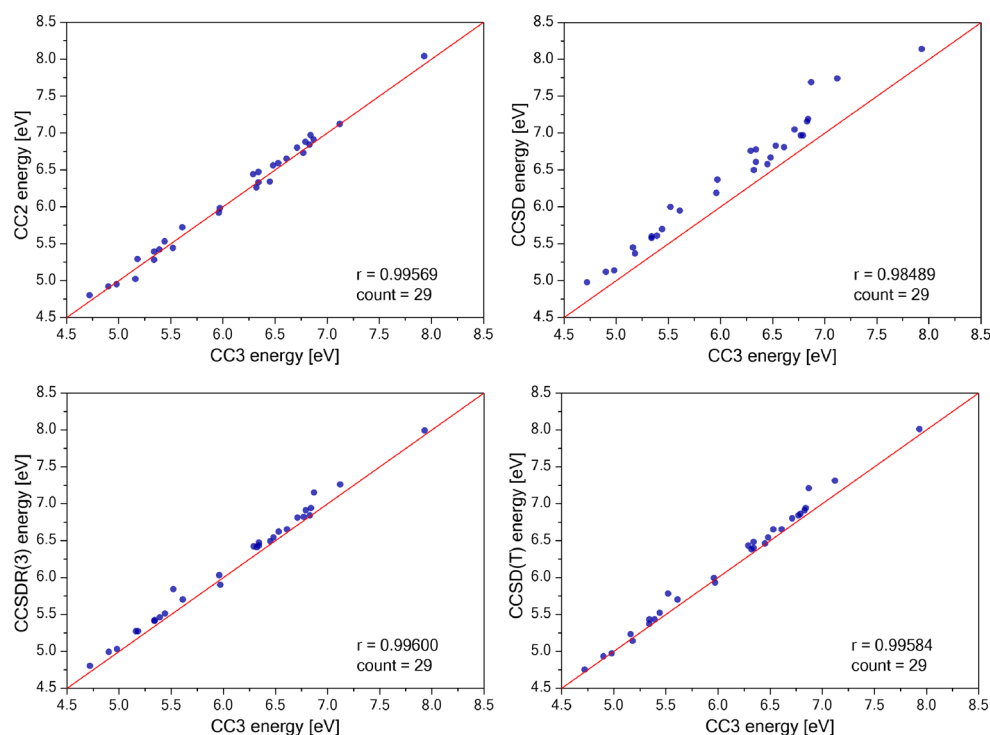 8.5
8.0
7.5
7.0
6.5
6.0
5.5
5.0
4.5
CC2 energy [eV]
r = 0.99569
count = 29
4.5 5.0 5.5 6.0 6.5 7.0 7.5 8.0 8.5
CC3 energy [eV]
8.5
8.0
7.5
7.0
6.5
6.0
5.5
5.0
4.5
CCSD energy [eV]
r = 0.98489
count = 29
4.5 5.0 5.5 6.0 6.5 7.0 7.5 8.0 8.5
CC3 energy [eV]
8.5
8.0
7.5
7.0
6.5
6.0
5.5
5.0
4.5
CCSDR(3) energy [eV]
r = 0.99600
count = 29
4.5 5.0 5.5 6.0 6.5 7.0 7.5 8.0 8.5
CC3 energy [eV]
8.5
8.0
7.5
7.0
6.5
6.0
5.5
5.0
4.5
CCSD(T) energy [eV]
r = 0.99584
count = 29
4.5 5.0 5.5 6.0 6.5 7.0 7.5 8.0 8.5
CC3 energy [eV]